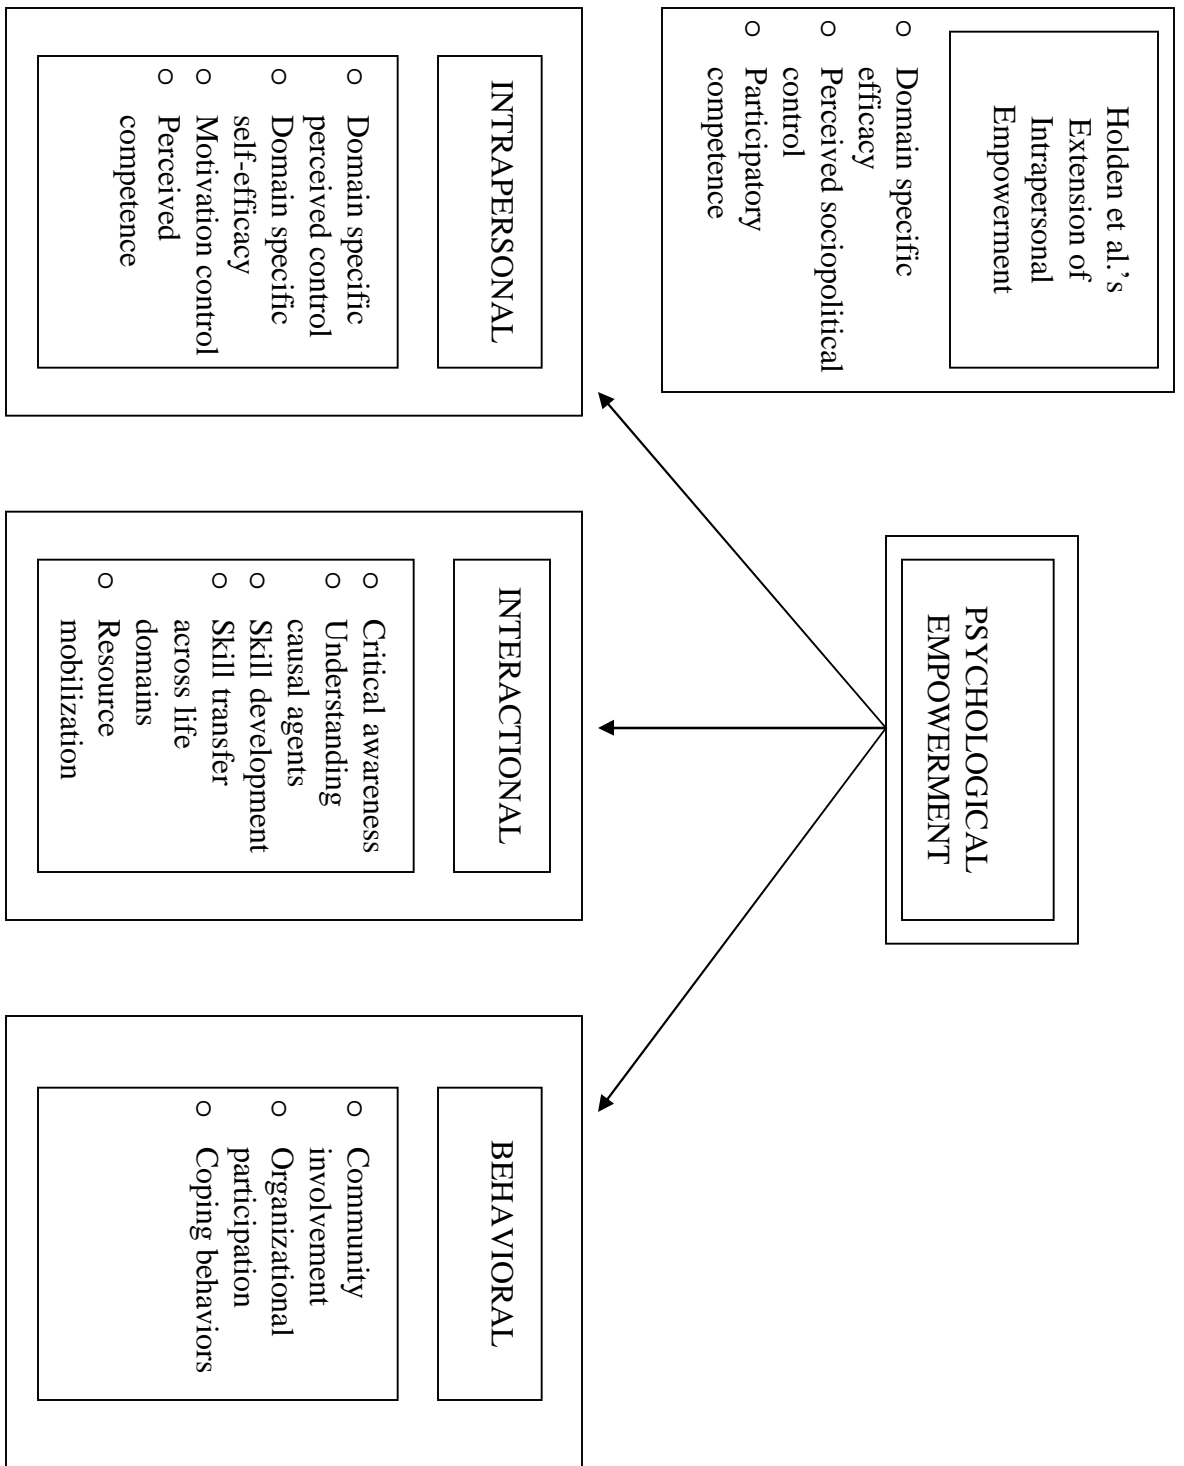 Holden et al.'s
Extension of
Intrapersonal
Empowerment
○ Domain specific
efficacy
○ Perceived sociopolitical
control
○ Participatory
competence
PSYCHOLOGICAL
EMPOWERMENT
INTRAPERSONAL
○ Domain specific
perceived control
○ Domain specific
self-efficacy
○ Motivation control
○ Perceived
competence
INTERACTIONAL
○ Critical awareness
○ Understanding
causal agents
○ Skill development
○ Skill transfer
across life
domains
○ Resource
mobilization
BEHAVIORAL
○ Community
involvement
○ Organizational
participation
○ Coping behaviors